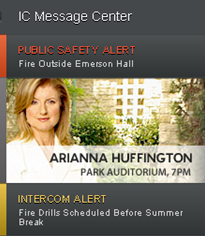 IC Message Center
PUBLIC SAFETY ALERT
Fire Outside Emerson Hall
ARIANNA HUFFINGTON
PARK AUDITORIUM, 7PM
INTERCOM ALERT
Fire Drills Scheduled Before Summer
Break